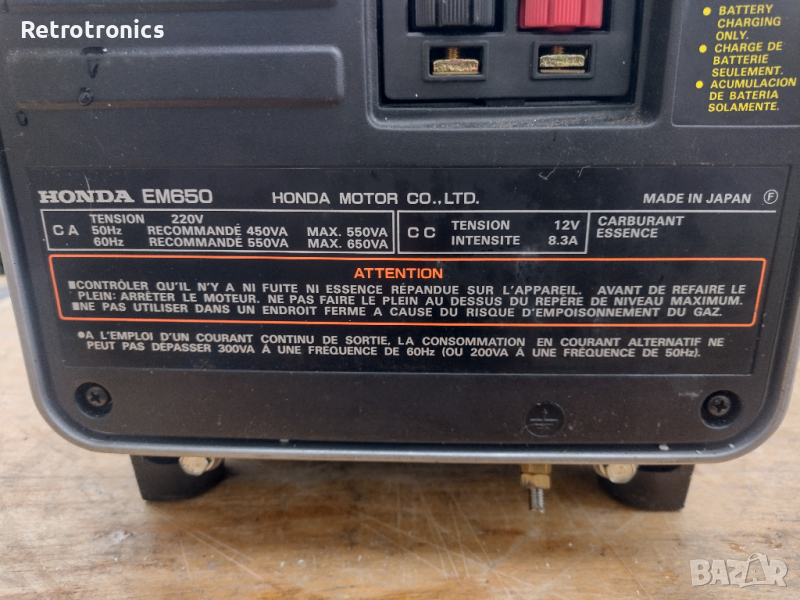 Retrotronics
● BATTERY
CHARGING
ONLY.
● CHARGE DE
BATTERIE
SEULEMENT.
● ACUMULACION
DE BATERIA
SOLAMENTE.
HONDA EM650 HONDA MOTOR CO.,LTD. MADE IN JAPAN Ⓕ
TENSION 220V
C A 50Hz RECOMMANDÉ 450VA MAX. 550VA
60Hz RECOMMANDÉ 550VA MAX. 650VA
C C TENSION 12V
INTENSITE 8.3A
CARBURANT
ESSENCE
ATTENTION
■CONTRÔLER QU'IL N'Y A NI FUITE NI ESSENCE RÉPANDUE SUR L'APPAREIL. AVANT DE REFAIRE LE
PLEIN: ARRÊTER LE MOTEUR. NE PAS FAIRE LE PLEIN AU DESSUS DU REPÈRE DE NIVEAU MAXIMUM.
■NE PAS UTILISER DANS UN ENDROIT FERME A CAUSE DU RISQUE D'EMPOISONNEMENT DU GAZ.
●A L'EMPLOI D'UN COURANT CONTINU DE SORTIE, LA CONSOMMATION EN COURANT ALTERNATIF NE
PEUT PAS DÉPASSER 300VA À UNE FRÉQUENCE DE 60Hz (OU 200VA À UNE FRÉQUENCE DE 50Hz).
BAZAR